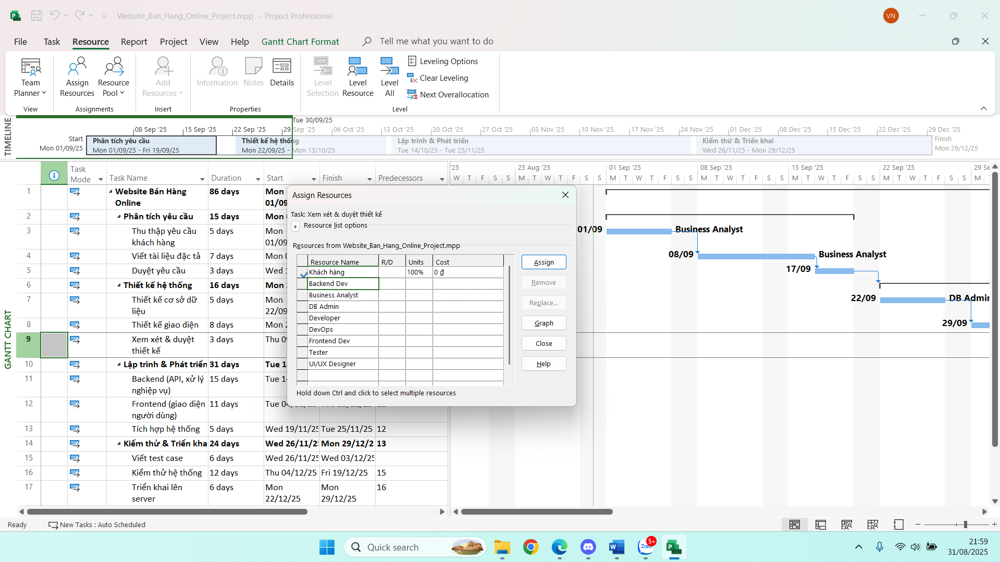 Website_Ban_Hang_Online_Project.mpp - Project Professional
VN
File Task Resource Report Project View Help Gantt Chart Format Tell me what you want to do
Team Planner
Assign Resources
Resource Pool
Add Resources
Information
Notes
Details
Level Selection
Level Resource
Level All
Leveling Options
Clear Leveling
Next Overallocation
View
Assignments
Insert
Properties
Level
TIMELINE
Tue 30/09/25
08 Sep '25 15 Sep '25 22 Sep '25 29 Sep '25 06 Oct '25 13 Oct '25 20 Oct '25 27 Oct '25 03 Nov '25 10 Nov '25 17 Nov '25 24 Nov '25 01 Dec '25 08 Dec '25 15 Dec '25 22 Dec '25 29 Dec '25
Start
Mon 01/09/25
Phân tích yêu cầu
Mon 01/09/25 - Fri 19/09/25
Thiết kế hệ thống
Mon 22/09/25 - Mon 13/10/25
Lập trình & Phát triển
Tue 14/10/25 - Tue 25/11/25
Kiểm thử & Triển khai
Wed 26/11/25 - Mon 29/12/25
Finish
Mon 29/12/25
GANTT CHART
Task Mode Task Name Duration Start Finish Predecessors
1 Website Bán Hàng Online 86 days Mon 01/09
2 Phân tích yêu cầu 15 days Mon
3 Thu thập yêu cầu khách hàng 5 days Mon 01/09
4 Viết tài liệu đặc tả 7 days Mon
5 Duyệt yêu cầu 3 days Wed 1
6 Thiết kế hệ thống 16 days Mon
7 Thiết kế cơ sở dữ liệu 5 days Mon 22/09
8 Thiết kế giao diện 8 days Mon 2
9 Xem xét & duyệt thiết kế 3 days Thu 09
10 Lập trình & Phát triển 31 days Tue 1
11 Backend (API, xử lý nghiệp vụ) 15 days Tue 14
12 Frontend (giao diện người dùng) 11 days Tue 04
13 Tích hợp hệ thống 5 days Wed 19/11/25 Tue 25/11/25 12
14 Kiểm thử & Triển kha 24 days Wed 26/11/2 Mon 29/12/2 13
15 Viết test case 6 days Wed 26/11/25 Wed 03/12/25
16 Kiểm thử hệ thống 12 days Thu 04/12/25 Fri 19/12/25 15
17 Triển khai lên server 6 days Mon 22/12/25 Mon 29/12/25 16
'25 25 Aug '25 01 Sep '25 08 Sep '25 15 Sep '25 22 Sep '25 29 Se
W T F S S M T W T F S S M T W T F S S M T W T F S S M T W T F S S M T W T F S S M T
01/09 Business Analyst
08/09 Business Analyst
17/09
22/09 DB Admin
29/09
Assign Resources
Task: Xem xét & duyệt thiết kế
+ Resource list options
Resources from Website_Ban_Hang_Online_Project.mpp
Resource Name R/D Units Cost
Khách hàng 100% 0 ₫
Backend Dev
Business Analyst
DB Admin
Developer
DevOps
Frontend Dev
Tester
UI/UX Designer
Assign
Remove
Replace...
Graph
Close
Help
Hold down Ctrl and click to select multiple resources
Ready New Tasks : Auto Scheduled
Quick search
Zalo
5+
21:59
31/08/2025